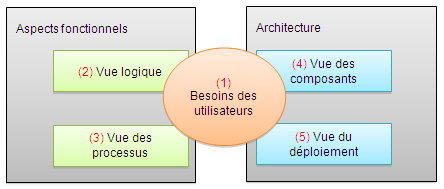 Aspects fonctionnels
(2) Vue logique
(3) Vue des
processus
(1)
Besoins des
utilisateurs
Architecture
(4) Vue des
composants
(5) Vue du
déploiement